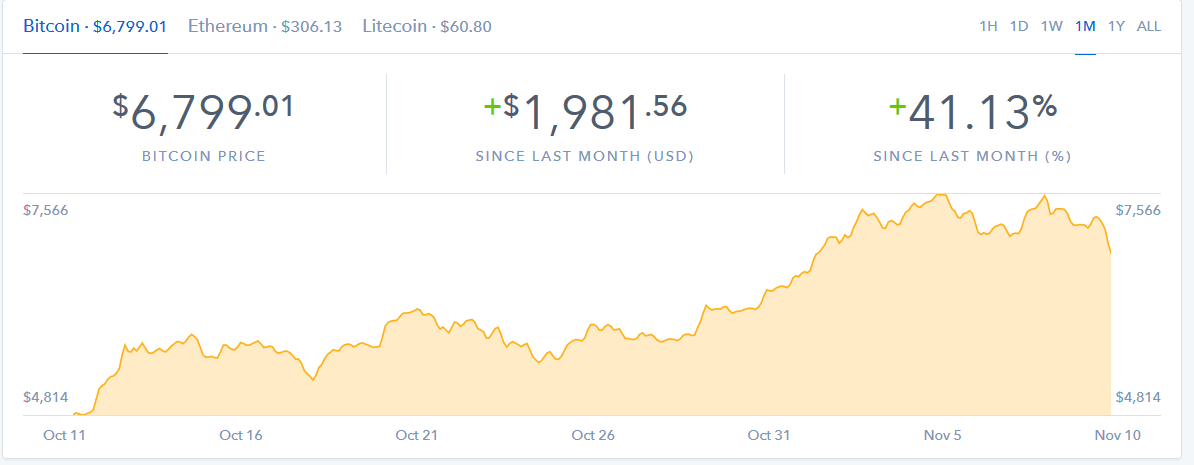 Bitcoin · $6,799.01 Ethereum · $306.13 Litecoin · $60.80 1H 1D 1W 1M 1Y ALL
$6,799.01 +$1,981.56 +41.13%
BITCOIN PRICE SINCE LAST MONTH (USD) SINCE LAST MONTH (%)
$7,566 $7,566
$4,814 $4,814
Oct 11 Oct 16 Oct 21 Oct 26 Oct 31 Nov 5 Nov 10